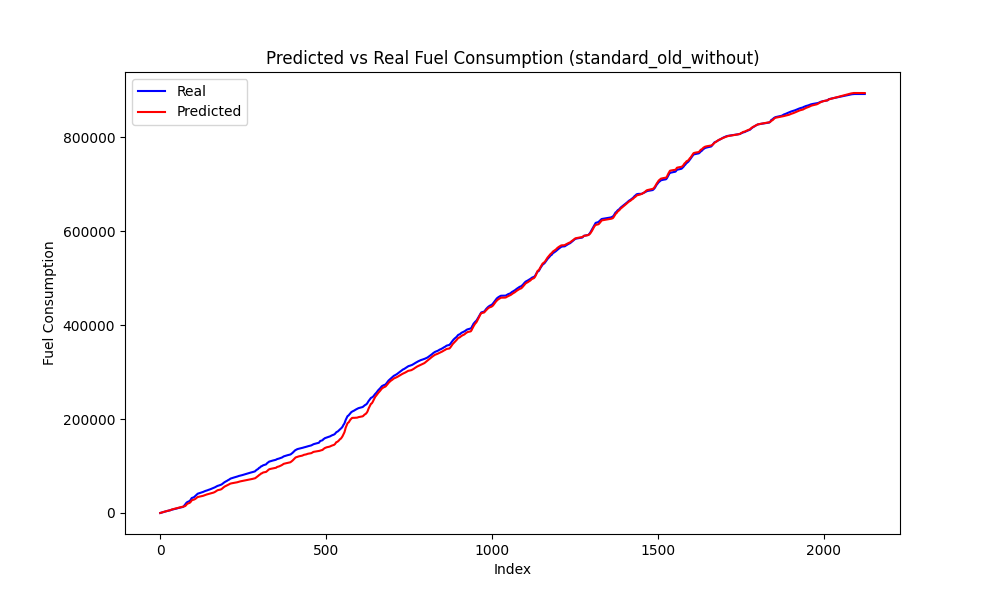 Predicted vs Real Fuel Consumption (standard_old_without)
Real
Predicted
Fuel Consumption
800000
600000
400000
200000
0
0 500 1000 1500 2000
Index